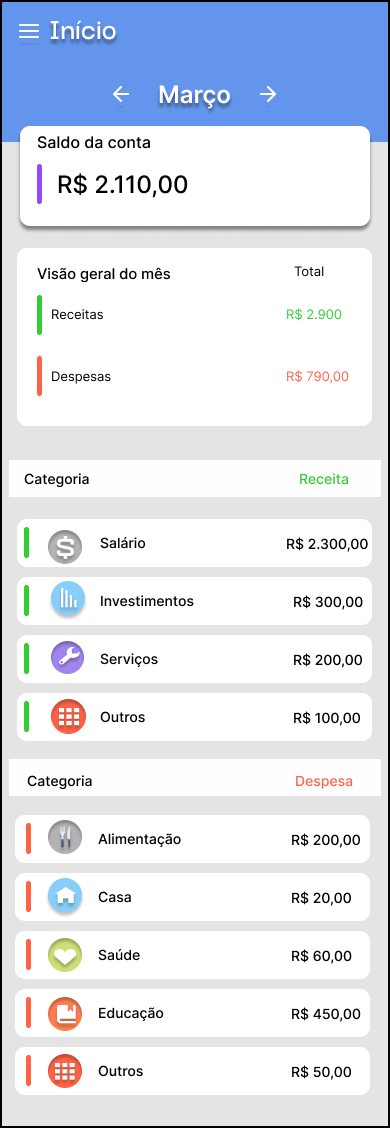 Início
Março
Saldo da conta
R$ 2.110,00
Visão geral do mês Total
Receitas R$ 2.900
Despesas R$ 790,00
Categoria Receita
$ Salário R$ 2.300,00
Investimentos R$ 300,00
Serviços R$ 200,00
Outros R$ 100,00
Categoria Despesa
Alimentação R$ 200,00
Casa R$ 20,00
Saúde R$ 60,00
Educação R$ 450,00
Outros R$ 50,00